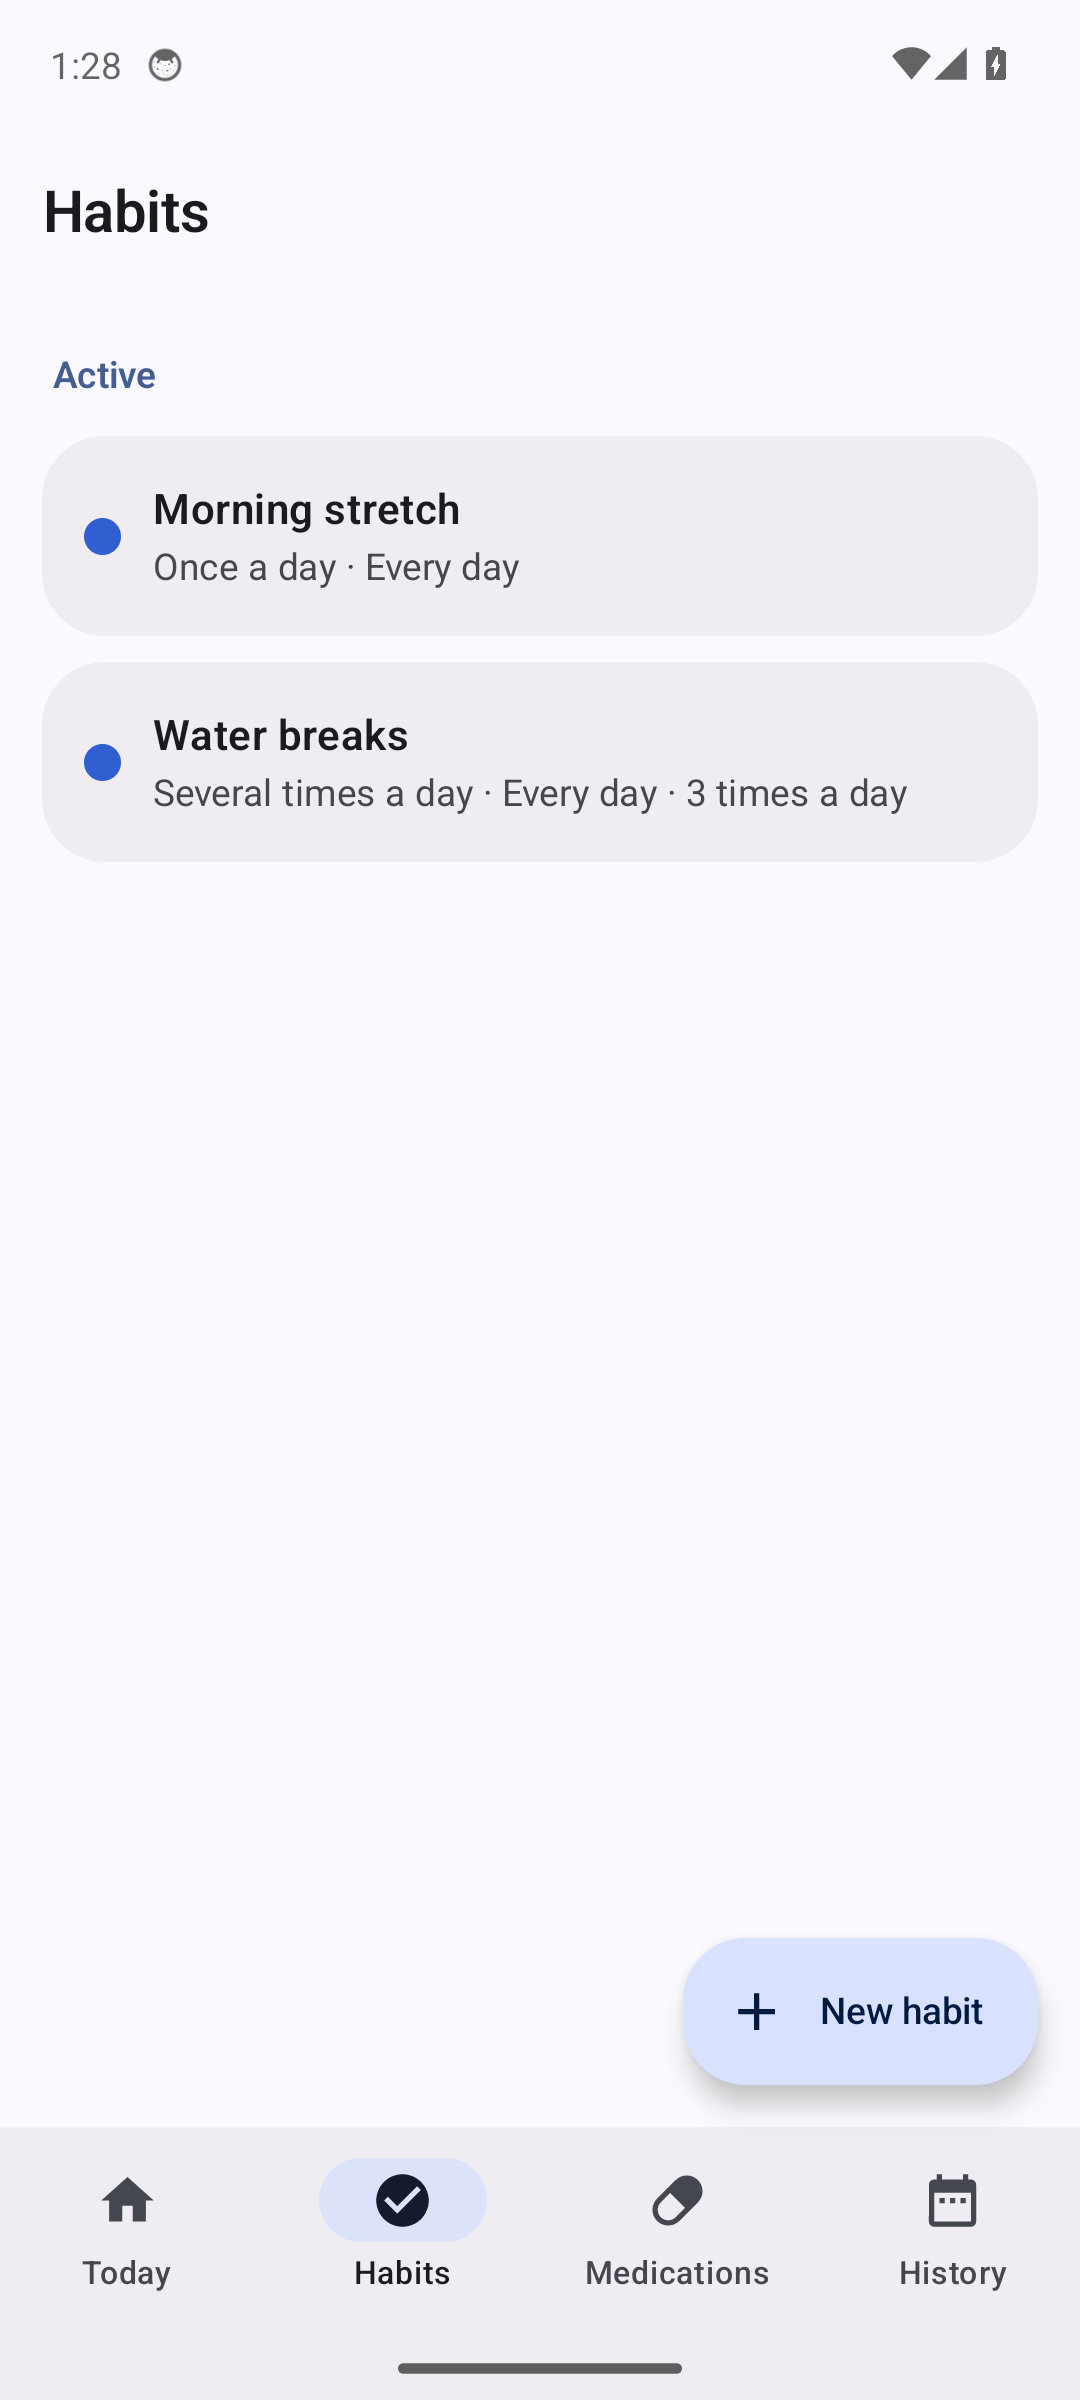 1:28
Habits
Active
Morning stretch
Once a day · Every day
Water breaks
Several times a day · Every day · 3 times a day
New habit
Today
Habits
Medications
History